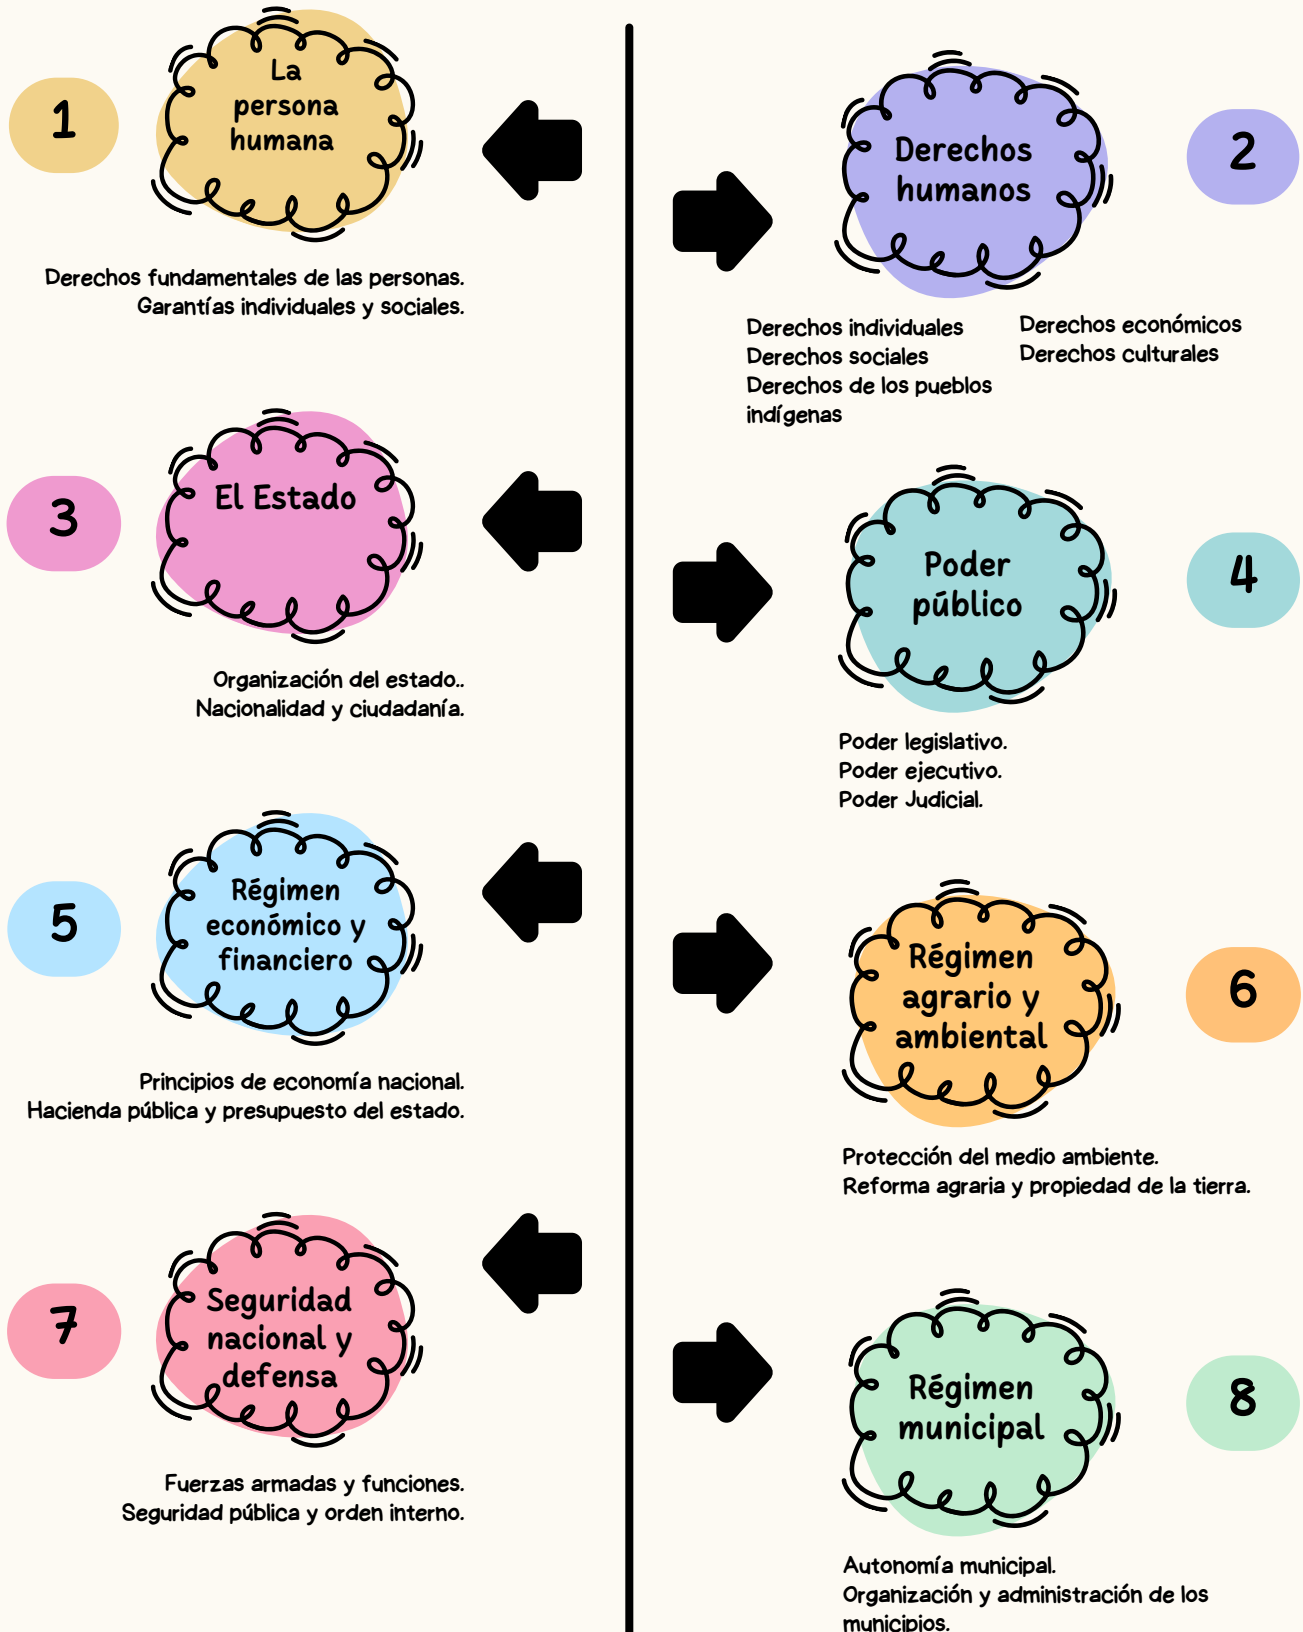 1
La
persona
humana
Derechos fundamentales de las personas.
Garantías individuales y sociales.
2
Derechos
humanos
Derechos individuales
Derechos sociales
Derechos de los pueblos
indígenas
Derechos económicos
Derechos culturales
3
El Estado
Organización del estado..
Nacionalidad y ciudadanía.
4
Poder
público
Poder legislativo.
Poder ejecutivo.
Poder Judicial.
5
Régimen
económico y
financiero
Principios de economía nacional.
Hacienda pública y presupuesto del estado.
6
Régimen
agrario y
ambiental
Protección del medio ambiente.
Reforma agraria y propiedad de la tierra.
7
Seguridad
nacional y
defensa
Fuerzas armadas y funciones.
Seguridad pública y orden interno.
8
Régimen
municipal
Autonomía municipal.
Organización y administración de los
municipios.